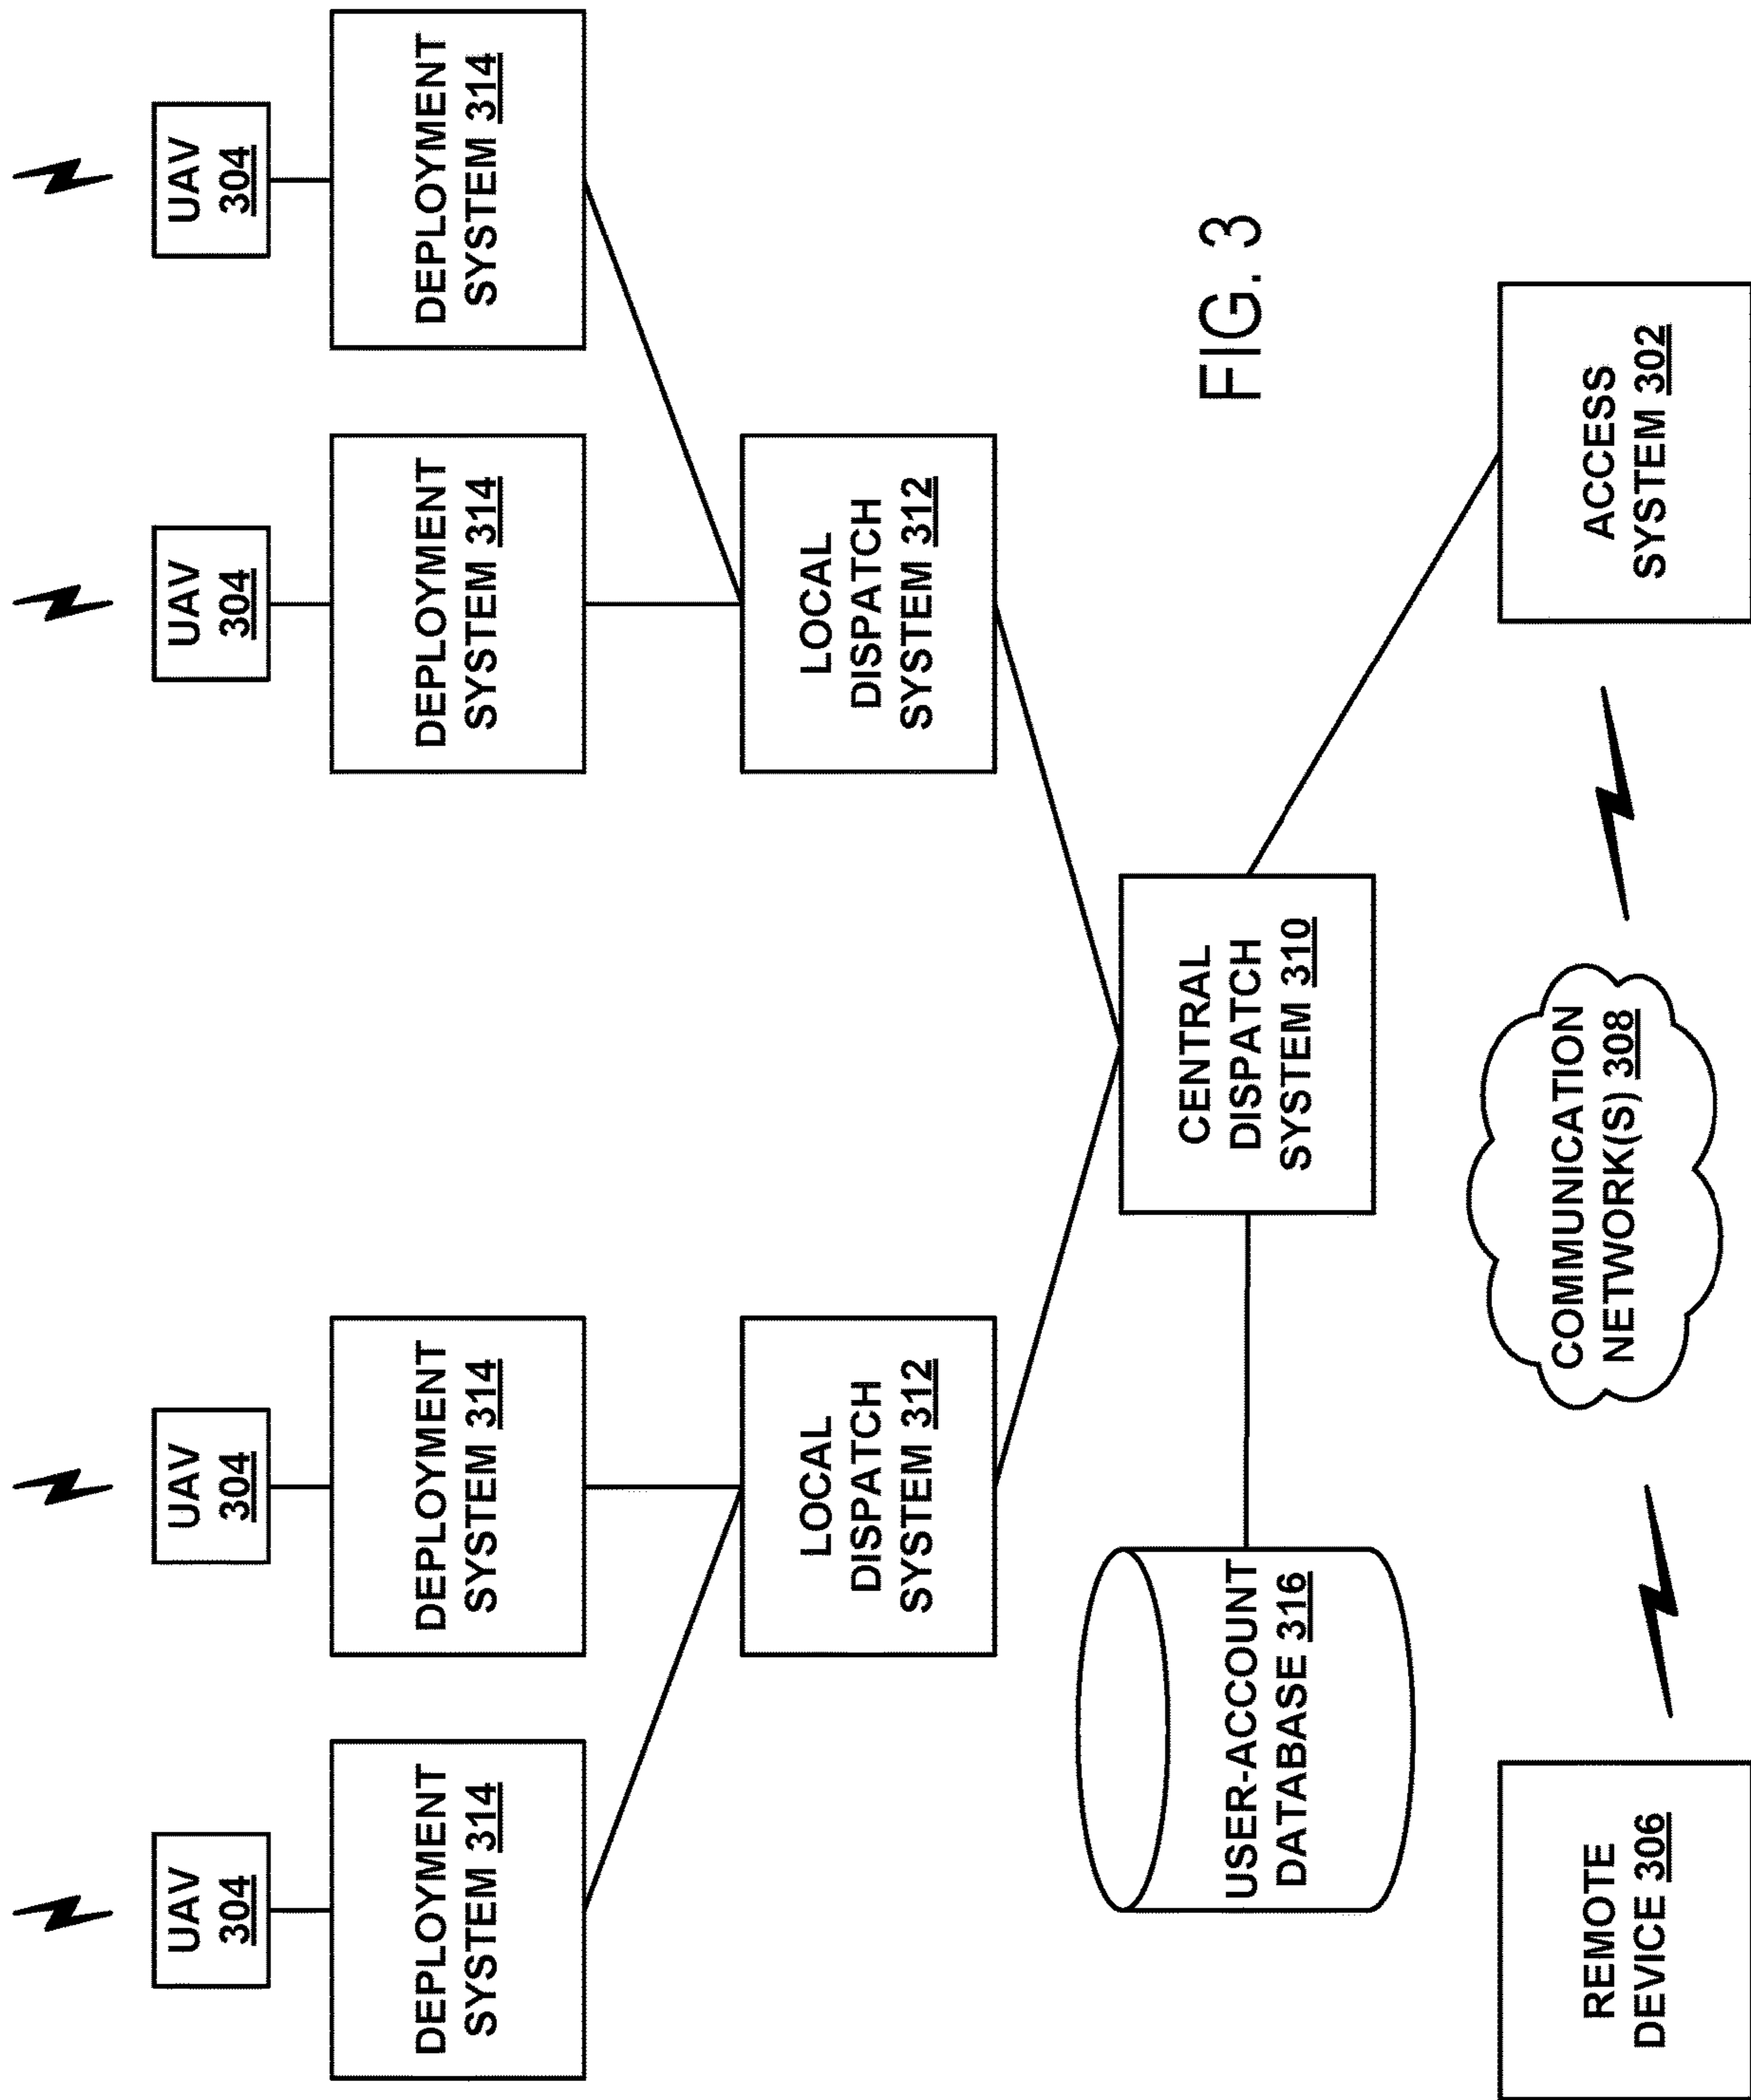 UAV
304
UAV
304
UAV
304
UAV
304
DEPLOYMENT
SYSTEM 314
DEPLOYMENT
SYSTEM 314
DEPLOYMENT
SYSTEM 314
DEPLOYMENT
SYSTEM 314
LOCAL
DISPATCH
SYSTEM 312
LOCAL
DISPATCH
SYSTEM 312
USER-ACCOUNT
DATABASE 316
CENTRAL
DISPATCH
SYSTEM 310
FIG. 3
REMOTE
DEVICE 306
COMMUNICATION
NETWORK(S) 308
ACCESS
SYSTEM 302